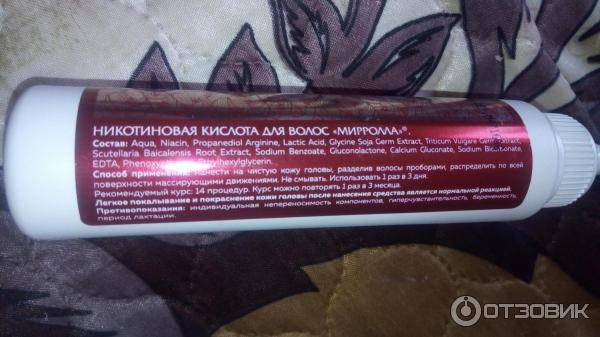 НИКОТИНОВАЯ КИСЛОТА ДЛЯ ВОЛОС «МИРРОЛЛА»®.
Состав: Aqua, Niacin, Propanediol Arginine, Lactic Acid, Glycine Soja Germ Extract, Triticum Vulgare Germ Extract,
Scutellaria Baicalensis Root Extract, Sodium Benzoate, Gluconolactone, Calcium Gluconate, Sodium
EDTA, Ethylhexylglycerin.
Способ применения: нанести на чистую кожу головы, разделив волосы проборами, распределить по всей
поверхности массирующими движениями. Не смывать. Использовать 1 раз в 3 дня.
Рекомендуемый курс: 14 процедур. Курс можно повторять 1 раз в 3 месяца.
Легкое покалывание и покраснение кожи головы после нанесения средства является нормальной реакцией.
Противопоказания: индивидуальная непереносимость компонентов, гиперчувствительность, беременность,
период лактации.
ОТЗОВИК